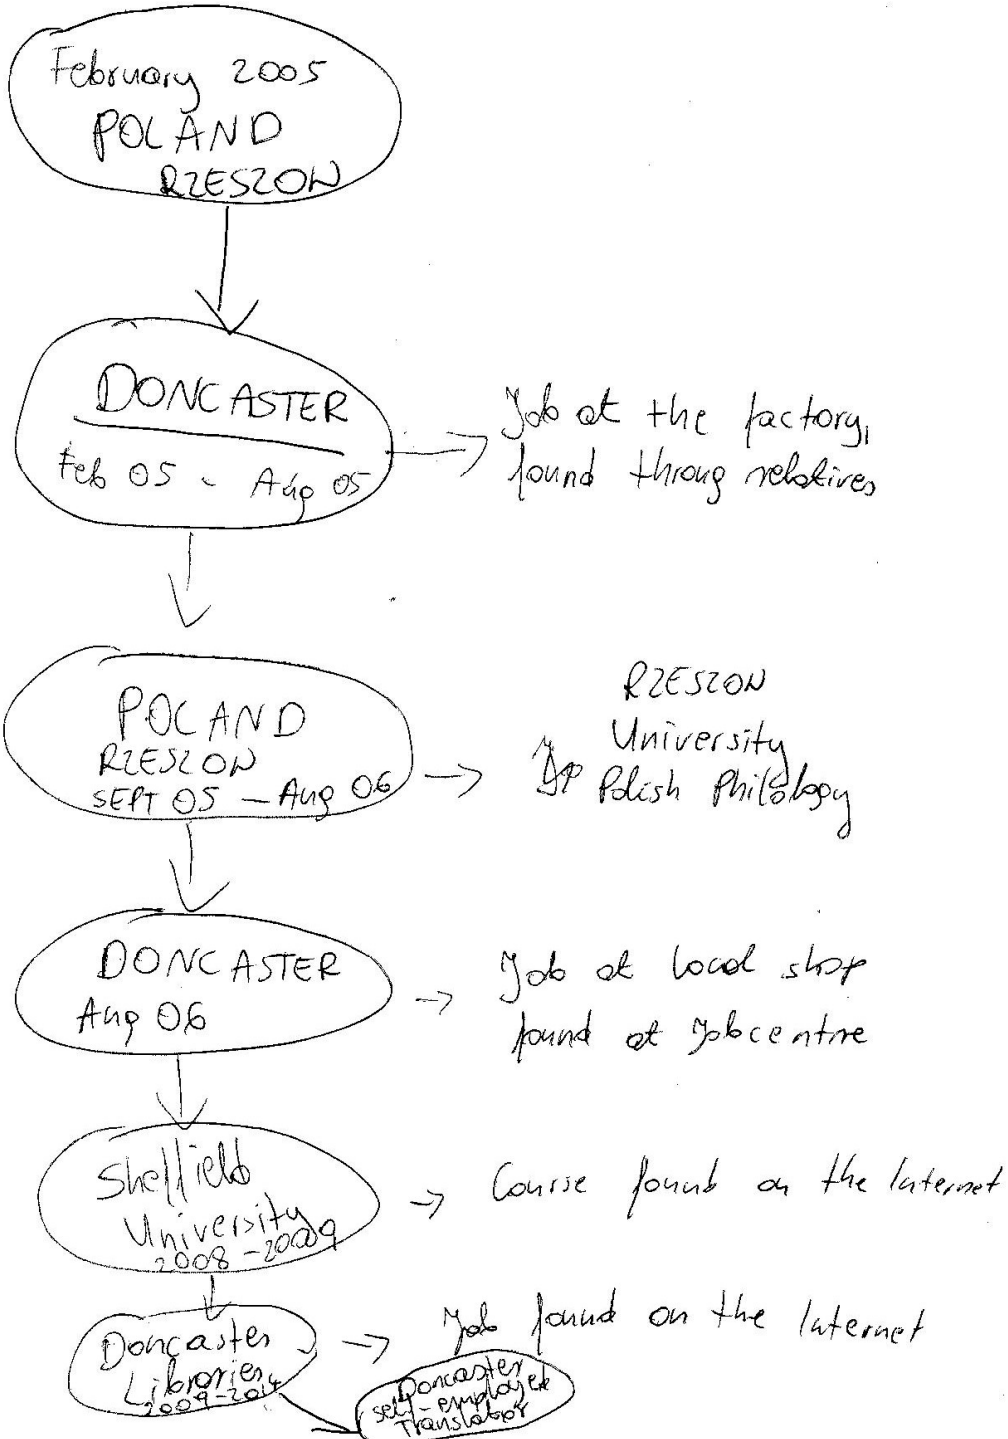 February 2005
POLAND
RZESZOW
DONCASTER
Feb 05 - Aug 05
Job at the factory,
found throug relatives
POLAND
RZESZOW
SEPT 05 - Aug 06
RZESZOW
University
Polish Philology
DONCASTER
Aug 06
Job at local shop
found at Jobcentre
Sheffield
University
2008 - 2009
Course found on the Internet
Doncaster
Libraries
2009-2014
Job found on the Internet
Doncaster
self-employed
Translator